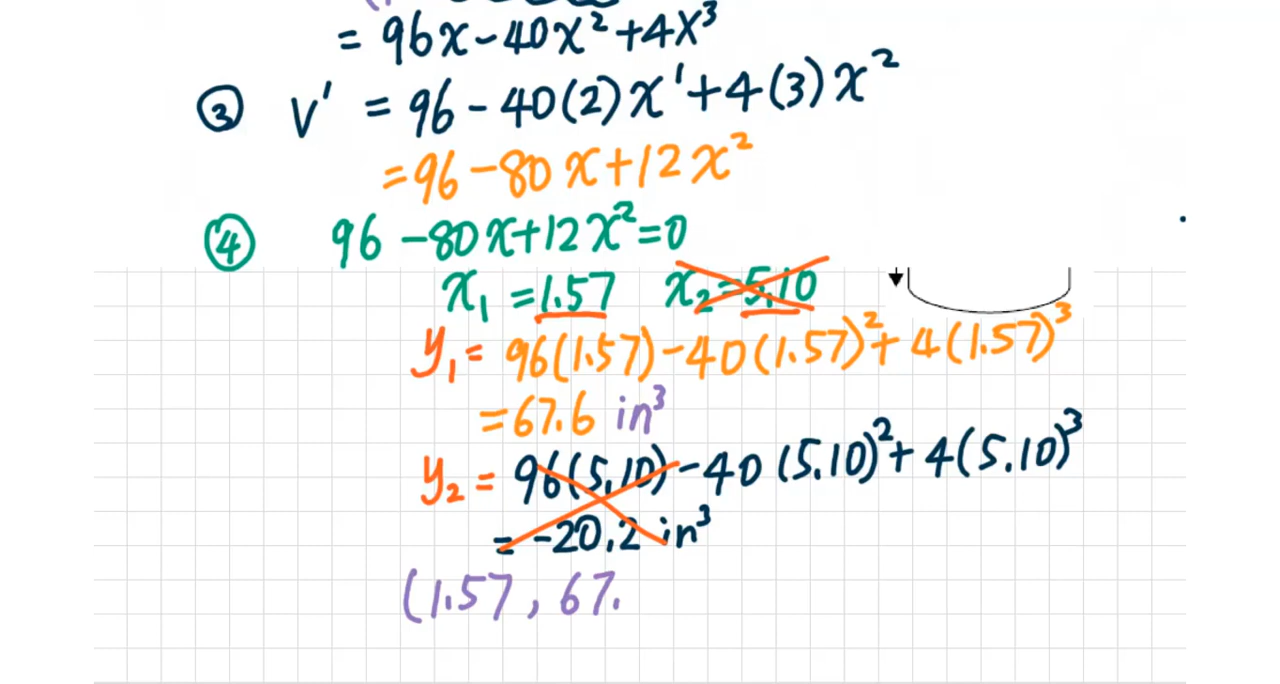 = 96x - 40x² + 4x³
③ V' = 96 - 40(2)x' + 4(3)x²
= 96 - 80x + 12x²
④ 96 - 80x + 12x² = 0
x₁ = 1.57 x₂ = 5.10
y₁ = 96(1.57) - 40(1.57)² + 4(1.57)³
= 67.6 in³
y₂ = 96(5.10) - 40(5.10)² + 4(5.10)³
= -20.2 in³
(1.57, 67.